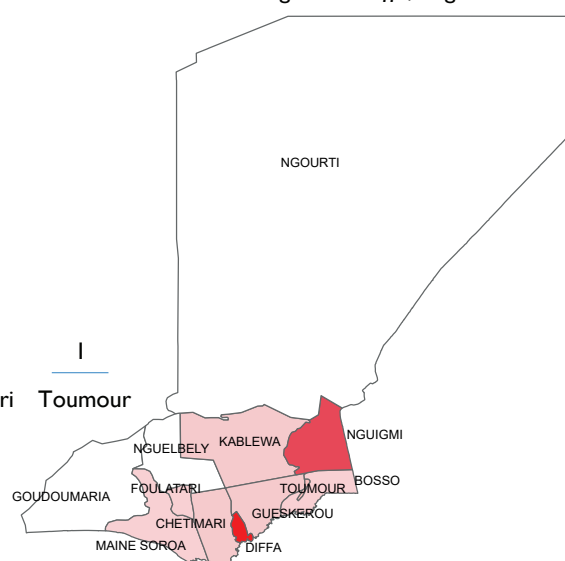 NGOURTI
I
ri Toumour
NGUIGMI
KABLEWA
NGUELBELY
BOSSO
FOULATARI
TOUMOUR
GOUDOUMARIA
GUESKEROU
CHETIMARI
MAINE SOROA
DIFFA